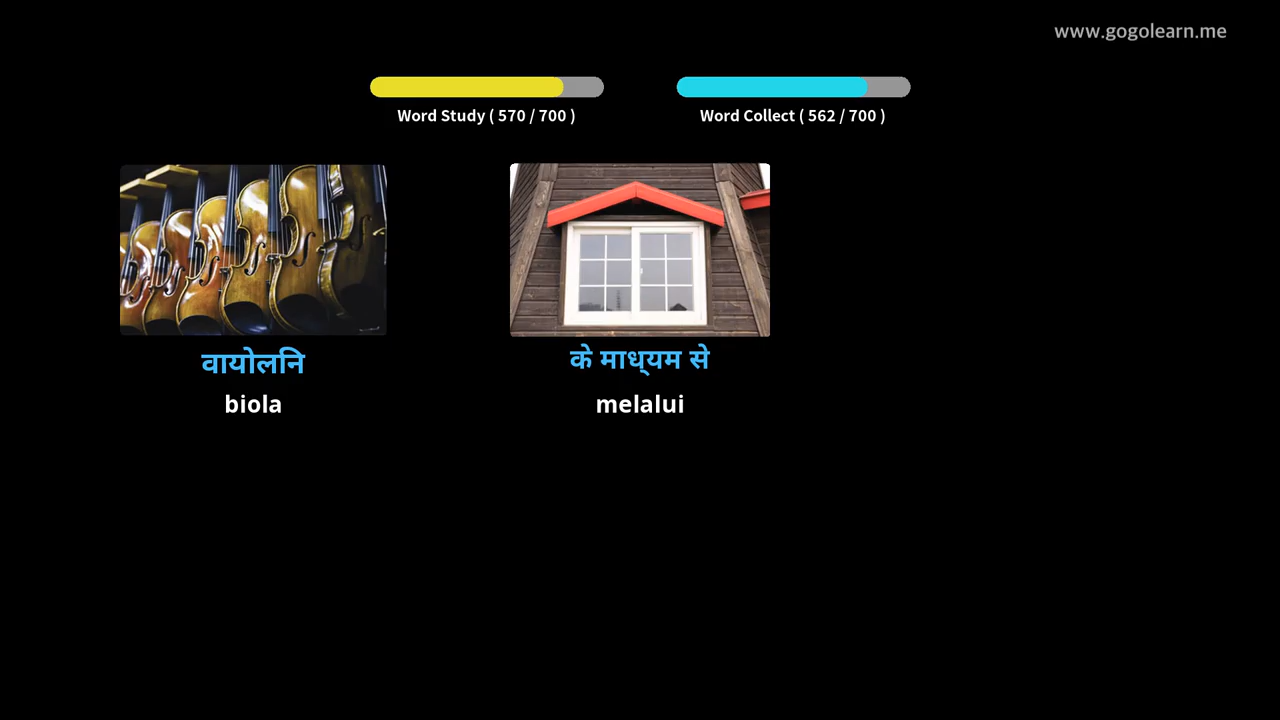 www.gogolearn.me
Word Study ( 570 / 700 )
Word Collect ( 562 / 700 )
वायोलनि
biola
के माध्यम से
melalui